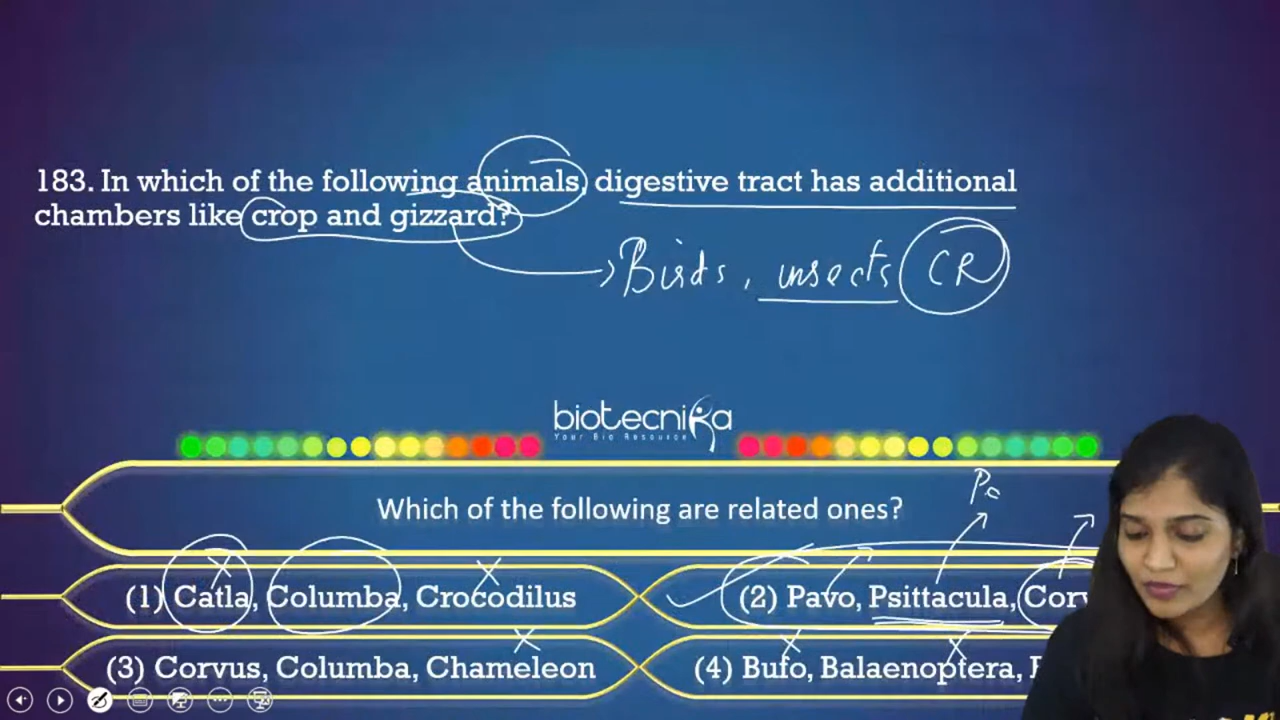 183. In which of the following animals, digestive tract has additional
chambers like crop and gizzard?
Birds, insects CR
biotecnika
Your Bio Resource
Which of the following are related ones?
(1) Catla, Columba, Crocodilus
(2) Pavo, Psittacula,
Pa
(3) Corvus, Columba, Chameleon
(4) Bufo, Balaenoptera,